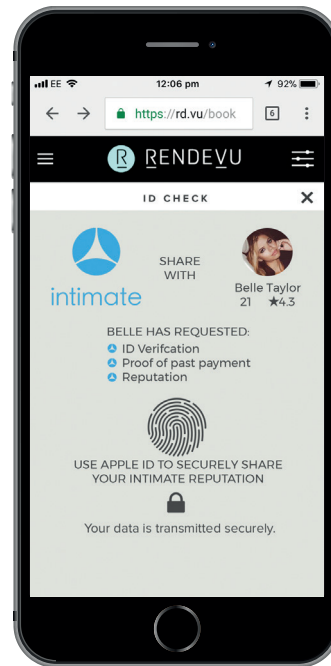 EE 12:06 pm 92%
https://rd.vu/book 6
R RENDEVU
ID CHECK
SHARE
WITH
intimate
Belle Taylor
21 ★4.3
BELLE HAS REQUESTED:
ID Verifcation
Proof of past payment
Reputation
USE APPLE ID TO SECURELY SHARE
YOUR INTIMATE REPUTATION
Your data is transmitted securely.